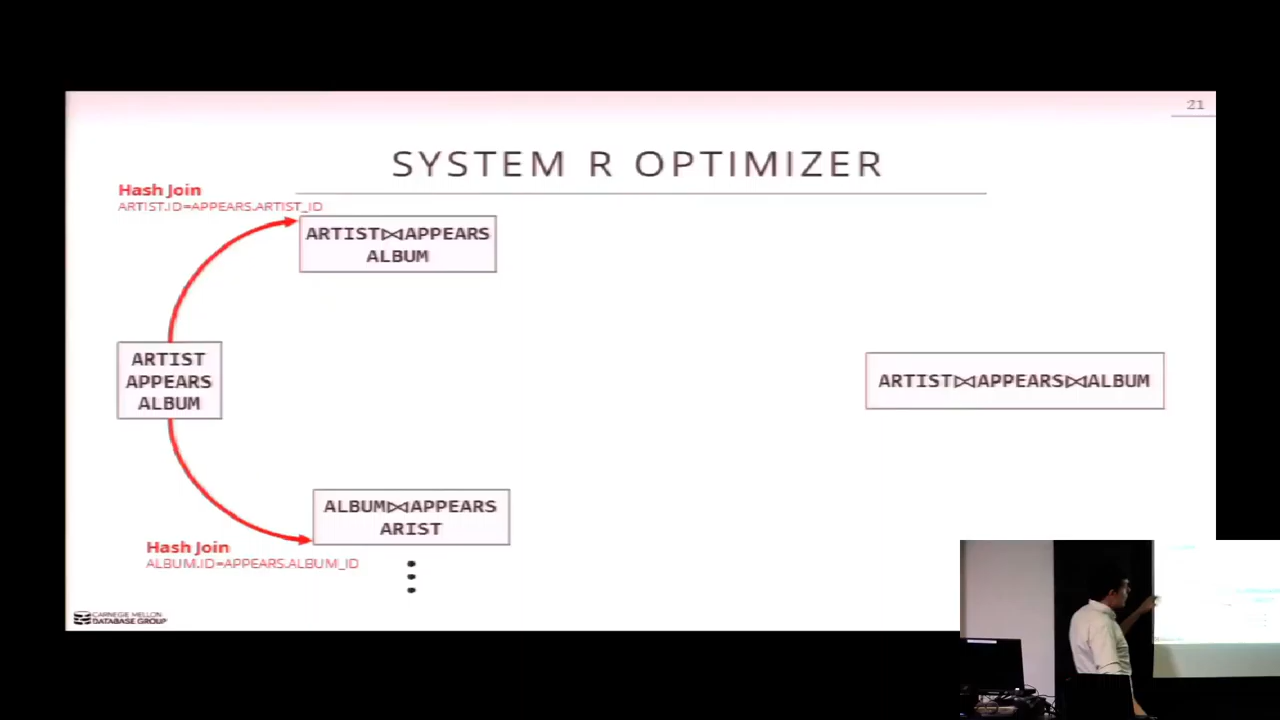 21
SYSTEM R OPTIMIZER
Hash Join
ARTIST.ID=APPEARS.ARTIST_ID
ARTIST⋈APPEARS
ALBUM
ARTIST
APPEARS
ALBUM
ARTIST⋈APPEARS⋈ALBUM
ALBUM⋈APPEARS
ARIST
Hash Join
ALBUM.ID=APPEARS.ALBUM_ID
CARNEGIE MELLON
DATABASE GROUP